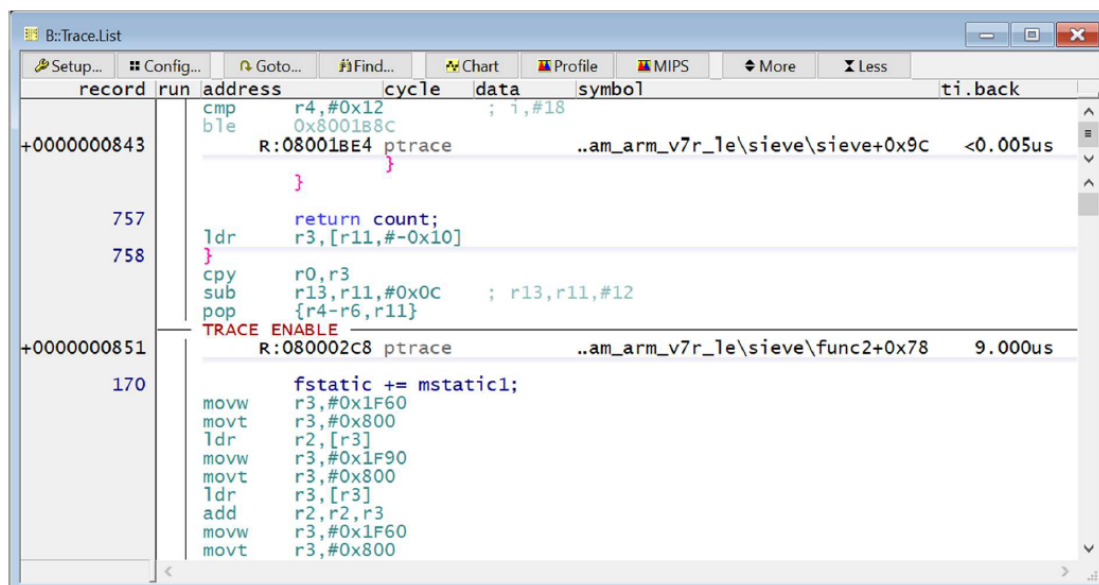 B::Trace.List
Setup... Config... Goto... Find... Chart Profile MIPS More Less
record run address cycle data symbol ti.back
cmp r4,#0x12 ; i,#18
ble 0x8001B8C
+0000000843 R:08001BE4 ptrace ..am_arm_v7r_le\sieve\sieve+0x9c <0.005us
}
}
757 return count;
ldr r3,[r11,#-0x10]
758 }
cpy r0,r3
sub r13,r11,#0x0C ; r13,r11,#12
pop {r4-r6,r11}
TRACE ENABLE
+0000000851 R:080002C8 ptrace ..am_arm_v7r_le\sieve\func2+0x78 9.000us
170 fstatic += mstatic1;
movw r3,#0x1F60
movt r3,#0x800
ldr r2,[r3]
movw r3,#0x1F90
movt r3,#0x800
ldr r3,[r3]
add r2,r2,r3
movw r3,#0x1F60
movt r3,#0x800